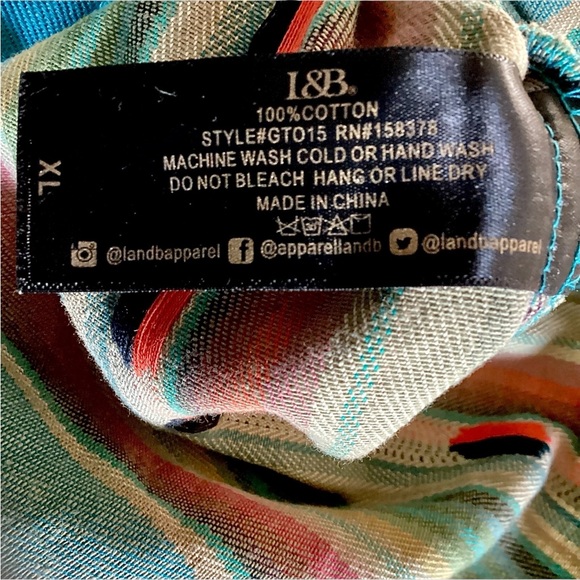 L&B®
100%COTTON
STYLE#GTO15 RN#158378
MACHINE WASH COLD OR HAND WASH
DO NOT BLEACH HANG OR LINE DRY
MADE IN CHINA
@landbapparel f @apparellandb @landbapparel
XL